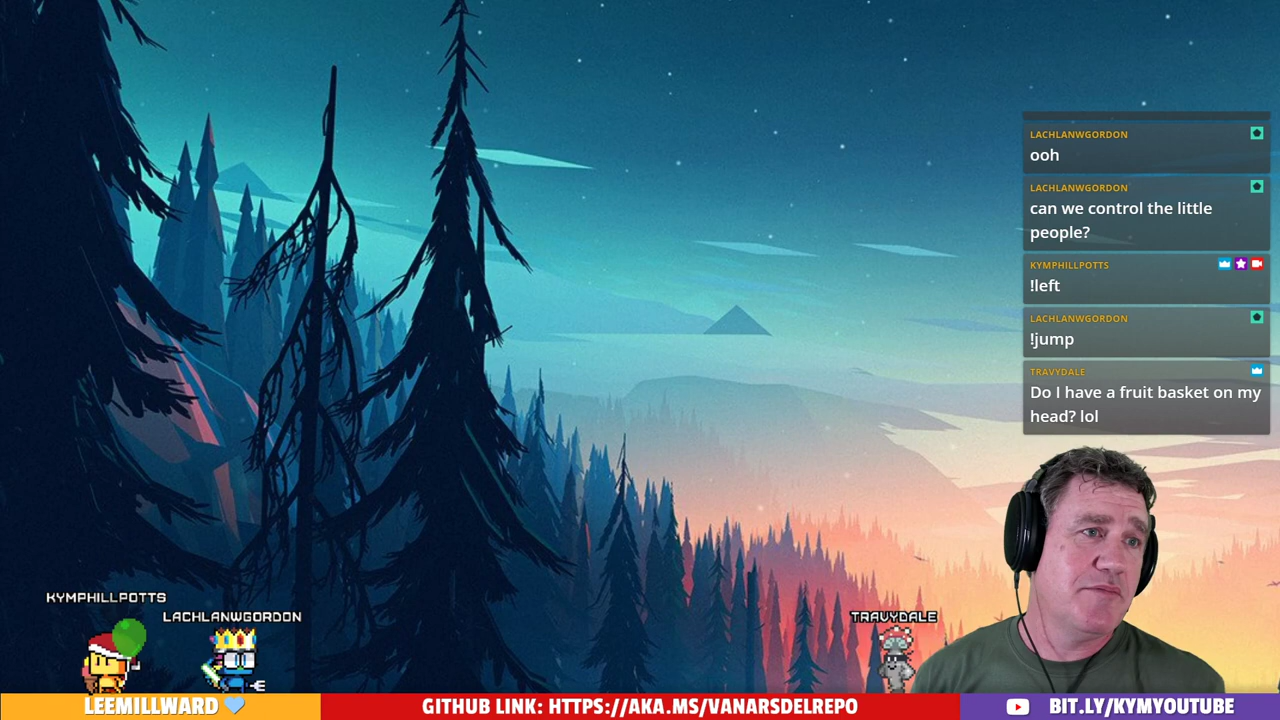 LACHLANWGORDON
ooh
LACHLANWGORDON
can we control the little
people?
KYMPHILLPOTTS
!left
LACHLANWGORDON
!jump
TRAVYDALE
Do I have a fruit basket on my
head? lol
KYMPHILLPOTTS
LACHLANWGORDON
TRAVYDALE
LEEMILLWARD
GITHUB LINK: HTTPS://AKA.MS/VANARSDELREPO
BIT.LY/KYMYOUTUBE